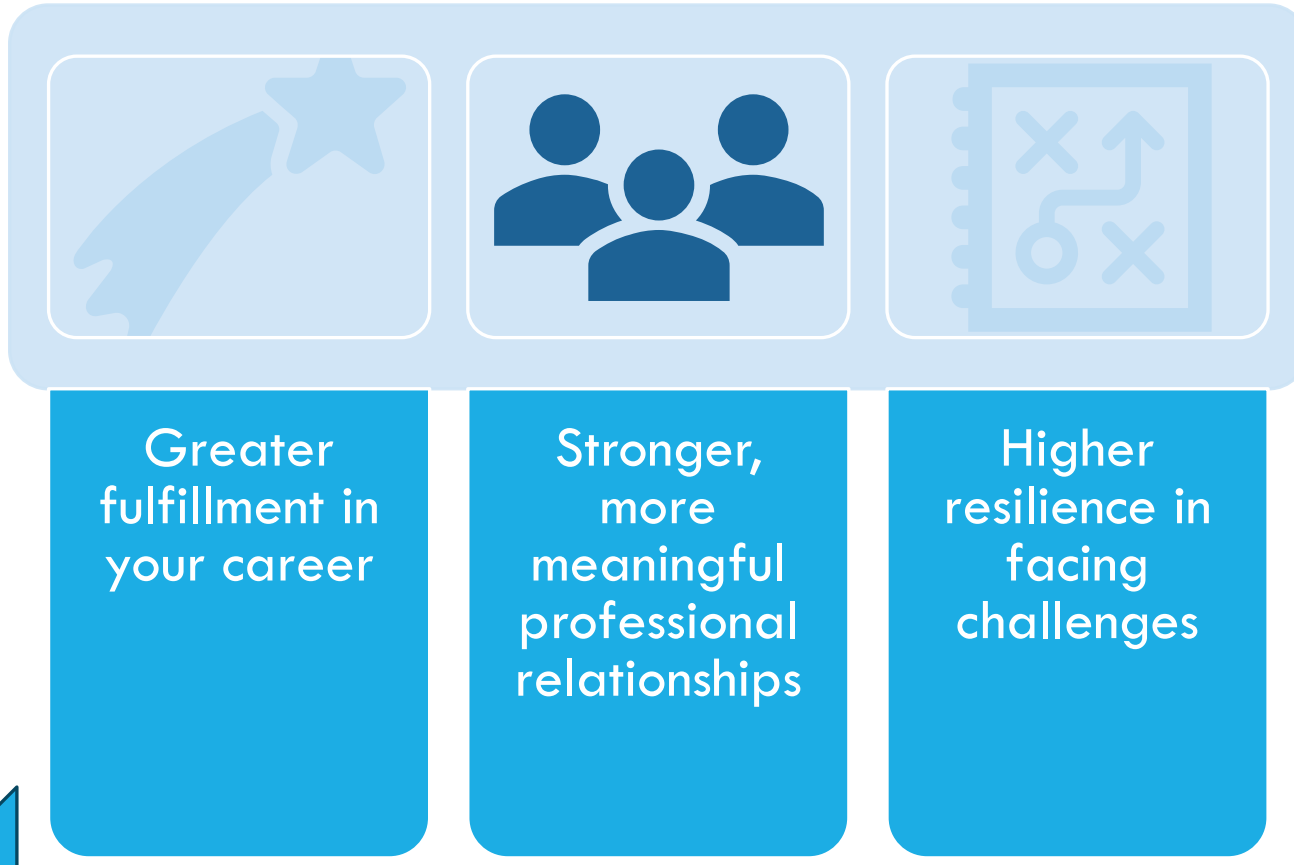 Greater
fulfillment in
your career
Stronger,
more
meaningful
professional
relationships
Higher
resilience in
facing
challenges